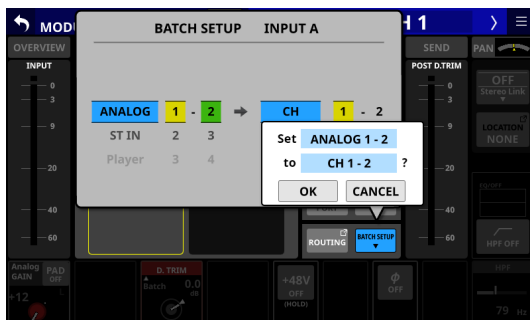 MOD
BATCH SETUP INPUT A
H 1
OVERVIEW
SEND
PAN
INPUT
POST D.TRIM
0
3
9
20
40
60
0
3
9
20
40
60
OFF
Stereo Link
LOCATION
NONE
ANALOG 1 - 2 → CH 1 - 2
ST IN 2 3
Player 3 4
Set ANALOG 1 - 2
to CH 1 - 2 ?
OK CANCEL
ROUTING
BATCH SETUP
EQ/OFF
HPF OFF
Analog
GAIN
PAD
OFF
+12
L
D. TRIM
Batch 0.0
dB
+48V
OFF
(HOLD)
Φ
OFF
HPF
79 Hz